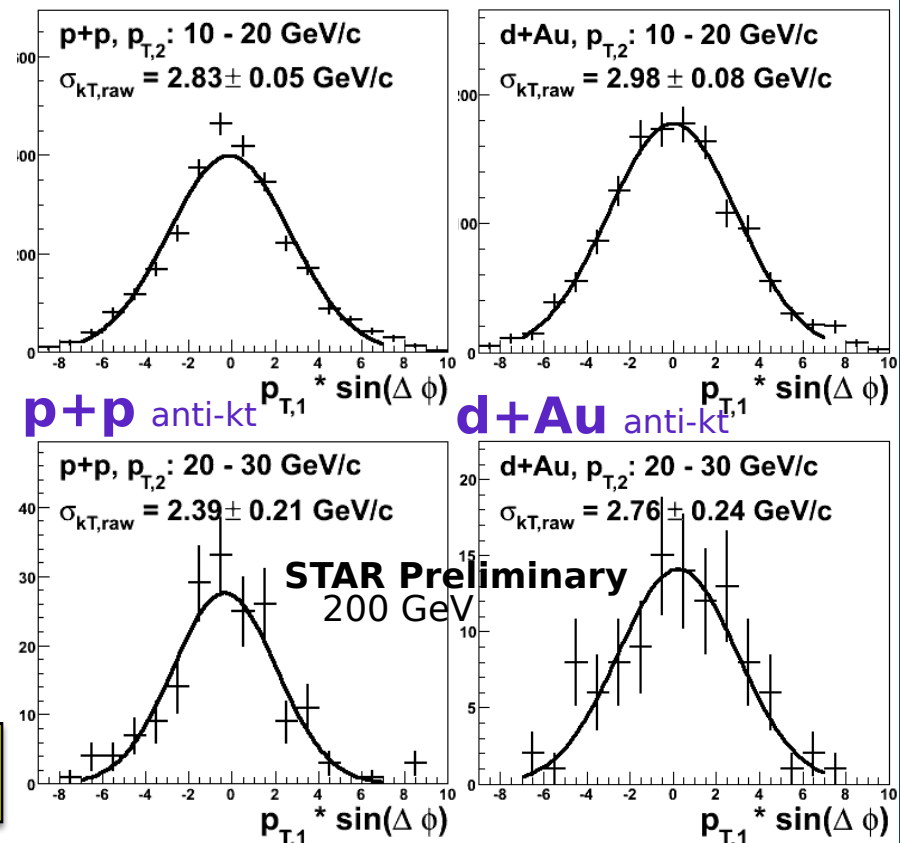 p+p, pT,2: 10 - 20 GeV/c
σkT,raw = 2.83± 0.05 GeV/c
400
200
0
-8 -6 -4 -2 0 2 4 6 8 10
pT,1 * sin(Δ ϕ)
d+Au, pT,2: 10 - 20 GeV/c
σkT,raw = 2.98 ± 0.08 GeV/c
200
100
0
-8 -6 -4 -2 0 2 4 6 8 10
pT,1 * sin(Δ ϕ)
p+p anti-kt
d+Au anti-kt
p+p, pT,2: 20 - 30 GeV/c
σkT,raw = 2.39± 0.21 GeV/c
40
30
20
10
0
-8 -6 -4 -2 0 2 4 6 8 10
pT,1 * sin(Δ ϕ)
d+Au, pT,2: 20 - 30 GeV/c
σkT,raw = 2.76 ± 0.24 GeV/c
20
15
10
5
0
-8 -6 -4 -2 0 2 4 6 8 10
pT,1 * sin(Δ ϕ)
STAR Preliminary
200 GeV